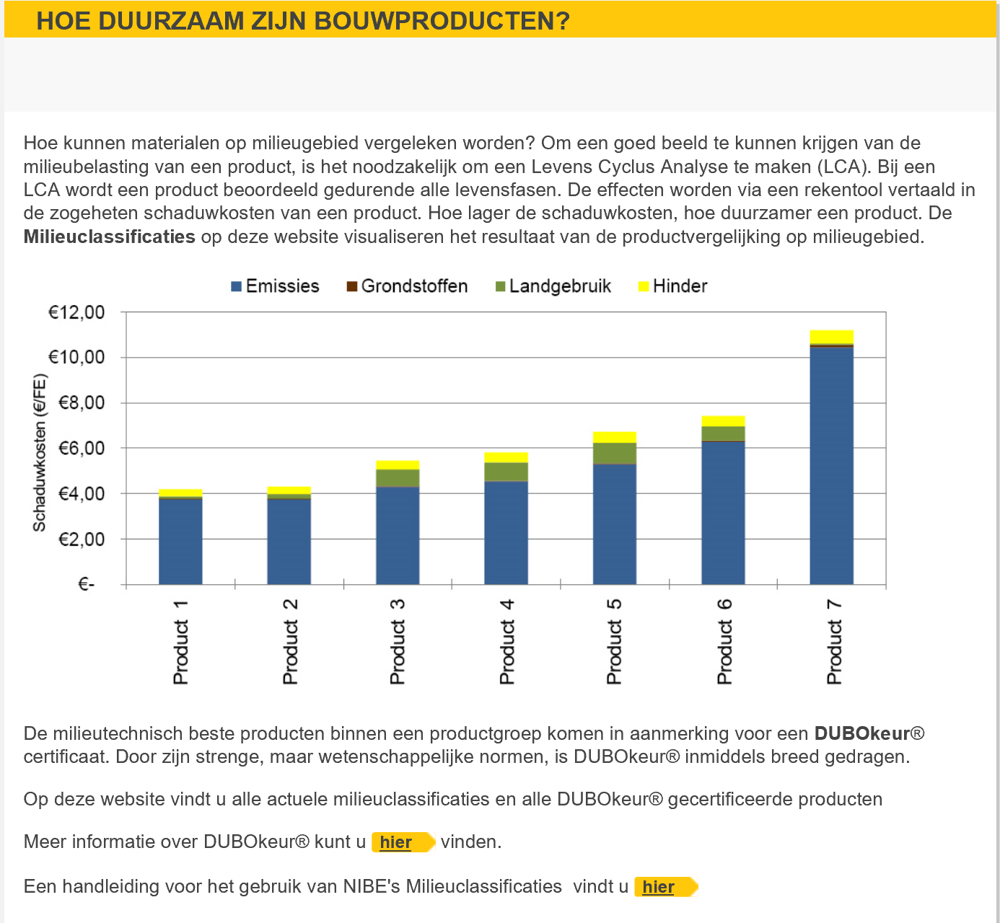 HOE DUURZAAM ZIJN BOUWPRODUCTEN?
Hoe kunnen materialen op milieugebied vergeleken worden? Om een goed beeld te kunnen krijgen van de
milieubelasting van een product, is het noodzakelijk om een Levens Cyclus Analyse te maken (LCA). Bij een
LCA wordt een product beoordeeld gedurende alle levensfasen. De effecten worden via een rekentool vertaald in
de zogeheten schaduwkosten van een product. Hoe lager de schaduwkosten, hoe duurzamer een product. De
Milieuclassificaties op deze website visualiseren het resultaat van de productvergelijking op milieugebied.
Emissies Grondstoffen Landgebruik Hinder
Schaduwkosten (€/FE)
€12,00
€10,00
€8,00
€6,00
€4,00
€2,00
€-
Product 1
Product 2
Product 3
Product 4
Product 5
Product 6
Product 7
De milieutechnisch beste producten binnen een productgroep komen in aanmerking voor een DUBOkeur®
certificaat. Door zijn strenge, maar wetenschappelijke normen, is DUBOkeur® inmiddels breed gedragen.
Op deze website vindt u alle actuele milieuclassificaties en alle DUBOkeur® gecertificeerde producten
Meer informatie over DUBOkeur® kunt u hier vinden.
Een handleiding voor het gebruik van NIBE's Milieuclassificaties vindt u hier